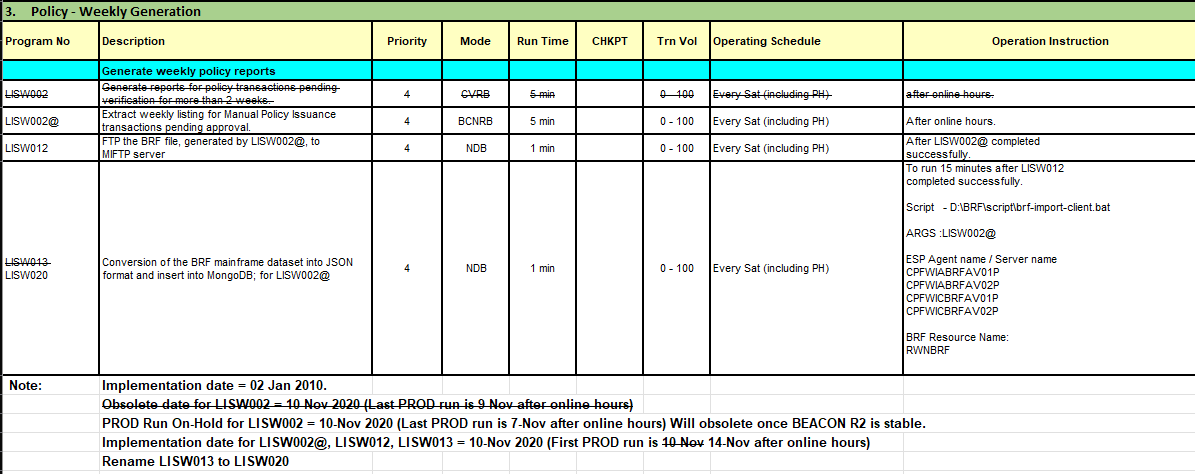 3. Policy - Weekly Generation
Program No Description Priority Mode Run Time CHKPT Trn Vol Operating Schedule Operation Instruction
Generate weekly policy reports
LISW002 Generate reports for policy transactions pending verification for more than 2 weeks. 4 CVRB 5 min 0 - 100 Every Sat (including PH) after online hours.
LISW002@ Extract weekly listing for Manual Policy Issuance transactions pending approval. 4 BCNRB 5 min 0 - 100 Every Sat (including PH) After online hours.
LISW012 FTP the BRF file, generated by LISW002@, to MIFTP server 4 NDB 1 min 0 - 100 Every Sat (including PH) After LISW002@ completed successfully.
LISW013
LISW020
Conversion of the BRF mainframe dataset into JSON
format and insert into MongoDB; for LISW002@
4 NDB 1 min 0 - 100 Every Sat (including PH)
To run 15 minutes after LISW012
completed successfully.
Script - D:\BRF\script\brf-import-client.bat
ARGS :LISW002@
ESP Agent name / Server name
CPFWIABRFAV01P
CPFWIABRFAV02P
CPFWICBRFAV01P
CPFWICBRFAV02P
BRF Resource Name:
RWNBRF
Note: Implementation date = 02 Jan 2010.
Obsolete date for LISW002 = 10 Nov 2020 (Last PROD run is 9 Nov after online hours)
PROD Run On-Hold for LISW002 = 10-Nov 2020 (Last PROD run is 7-Nov after online hours) Will obsolete once BEACON R2 is stable.
Implementation date for LISW002@, LISW012, LISW013 = 10-Nov 2020 (First PROD run is 10-Nov 14-Nov after online hours)
Rename LISW013 to LISW020